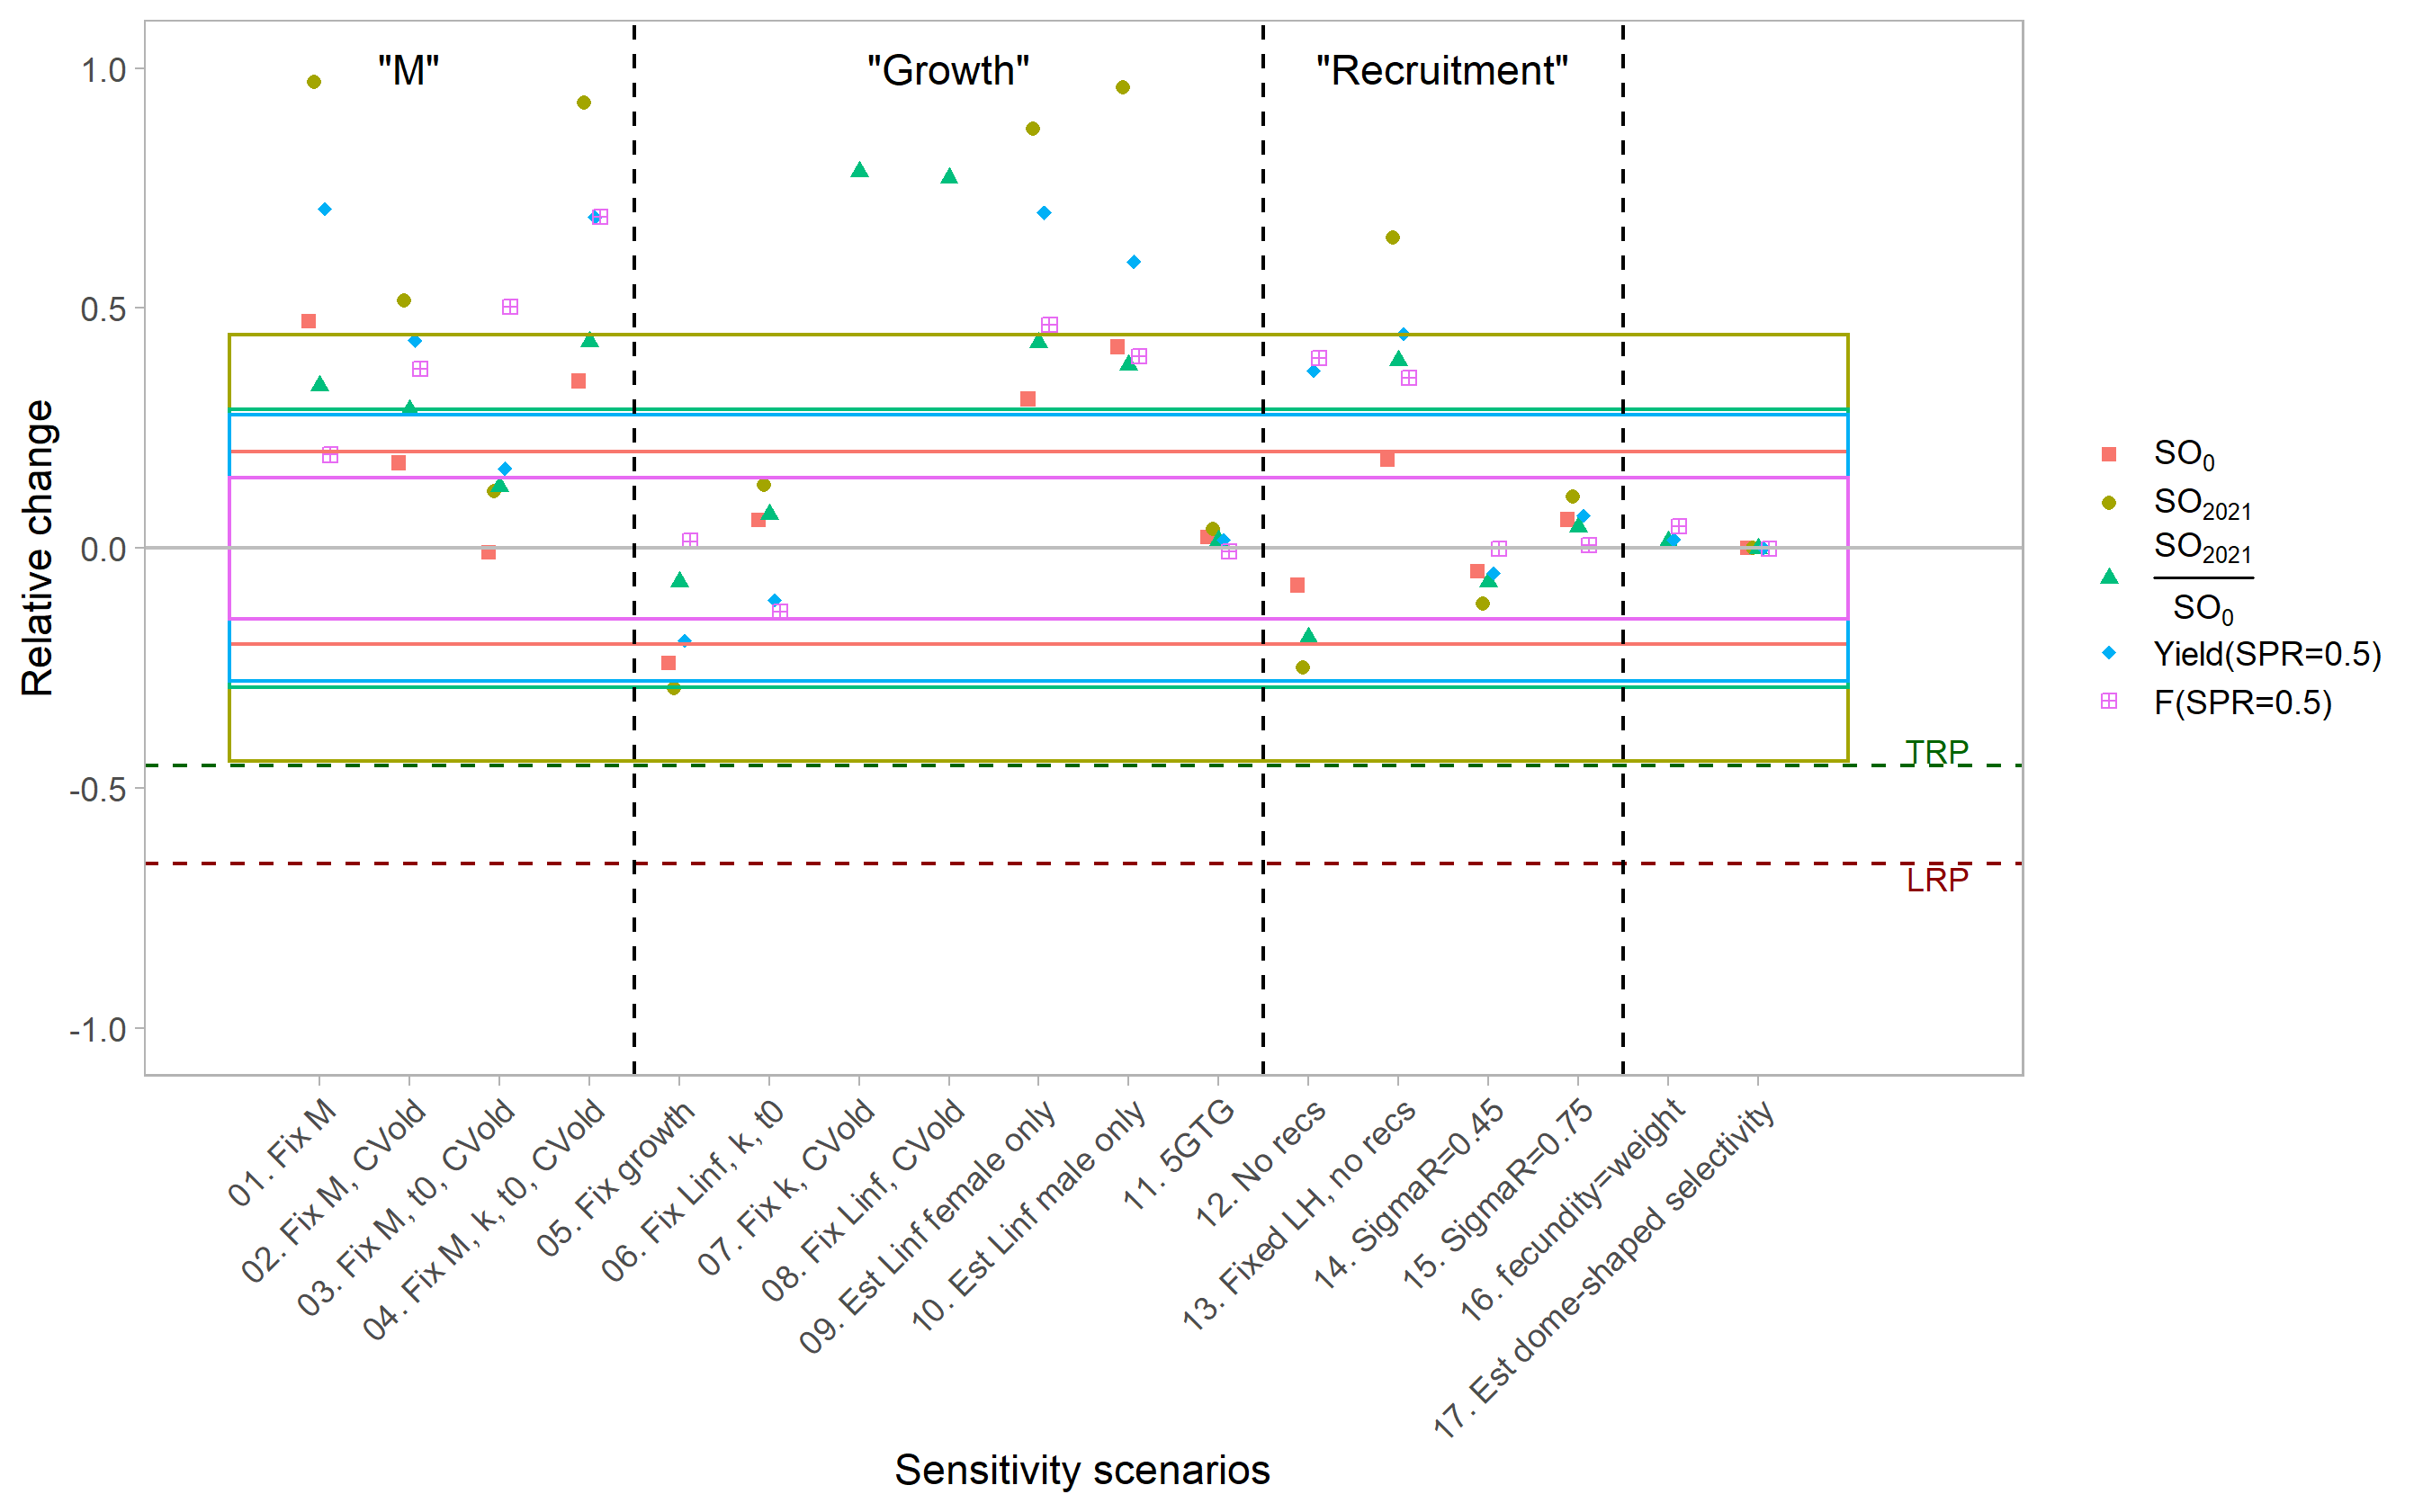 "M"
"Growth"
"Recruitment"
1.0
0.5
0.0
-0.5
-1.0
Relative change
TRP
LRP
01. Fix M
02. Fix M, CVold
03. Fix M, t0, CVold
04. Fix M, k, t0, CVold
05. Fix growth
06. Fix Linf, k, t0
07. Fix k, CVold
08. Fix Linf, CVold
09. Est Linf female only
10. Est Linf male only
11. 5GTG
12. No recs
13. Fixed LH, no recs
14. SigmaR=0.45
15. SigmaR=0.75
16. fecundity=weight
17. Est dome-shaped selectivity
Sensitivity scenarios
SO0
SO2021
SO2021
SO0
Yield(SPR=0.5)
F(SPR=0.5)